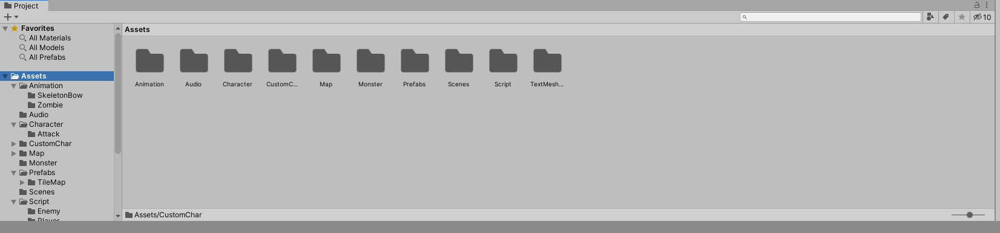 Project
10
Favorites
All Materials
All Models
All Prefabs
Assets
Animation
SkeletonBow
Zombie
Audio
Character
Attack
CustomChar
Map
Monster
Prefabs
TileMap
Scenes
Script
Enemy
Player
Assets
Animation Audio Character CustomC... Map Monster Prefabs Scenes Script TextMesh...
Assets/CustomChar